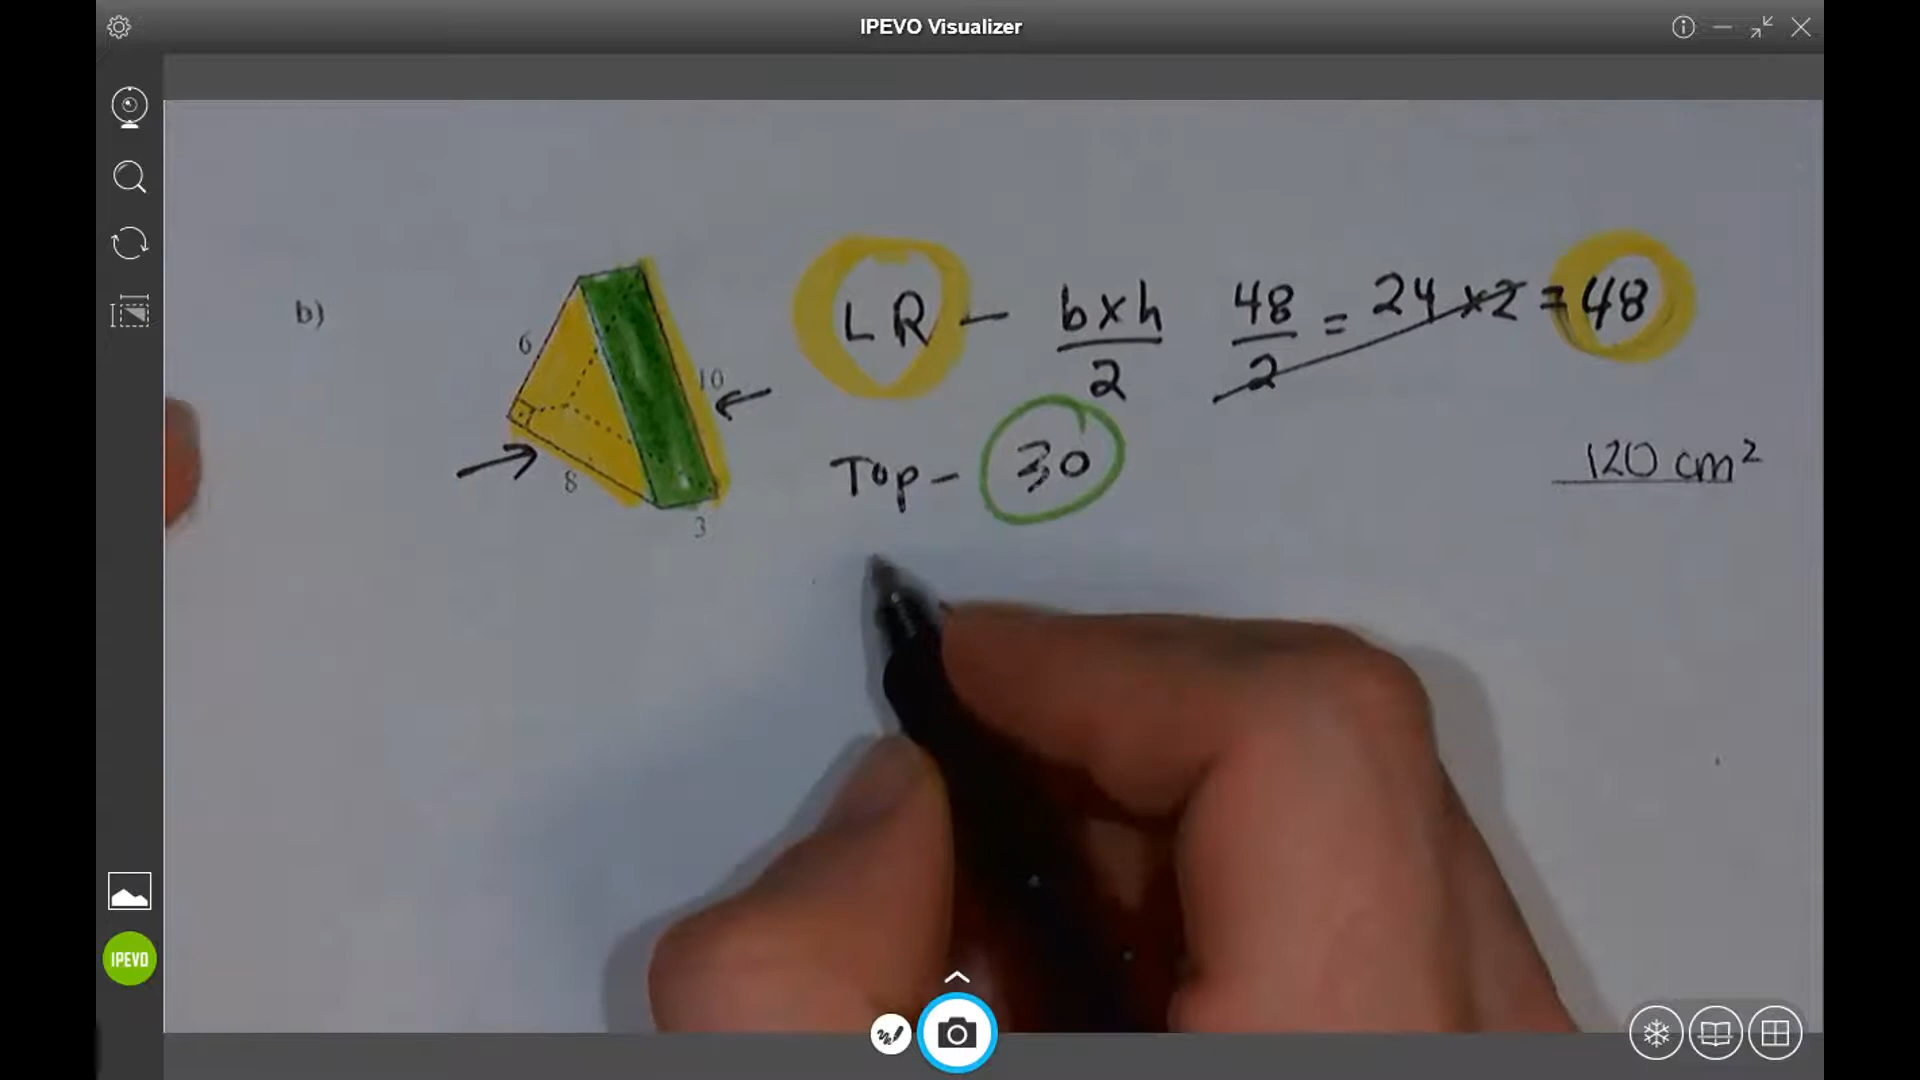 IPEVO Visualizer
b)
6
10
8
3
LR - b x h / 2 48 / 2 = 24 x 2 = 48
Top - 30
120 cm²
IPEVO